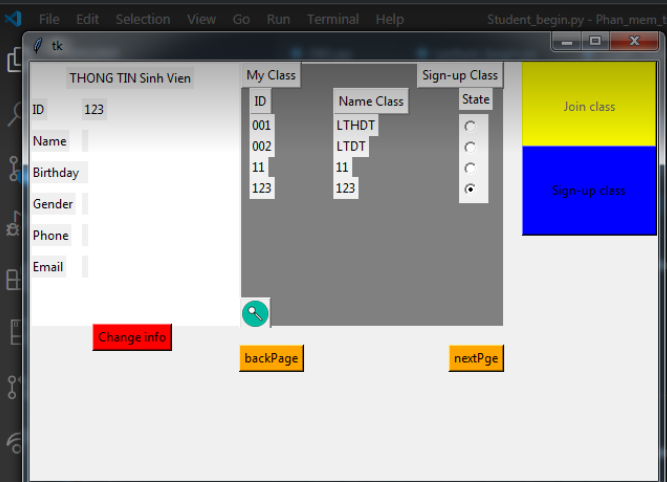 File Edit Selection View Go Run Terminal Help Student_begin.py - Phan_mem_t
tk
THONG TIN Sinh Vien
ID 123
Name
Birthday
Gender
Phone
Email
Change info
My Class Sign-up Class
ID Name Class State
001 LTHDT
002 LTDT
11 11
123 123
backPage nextPge
Join class
Sign-up class